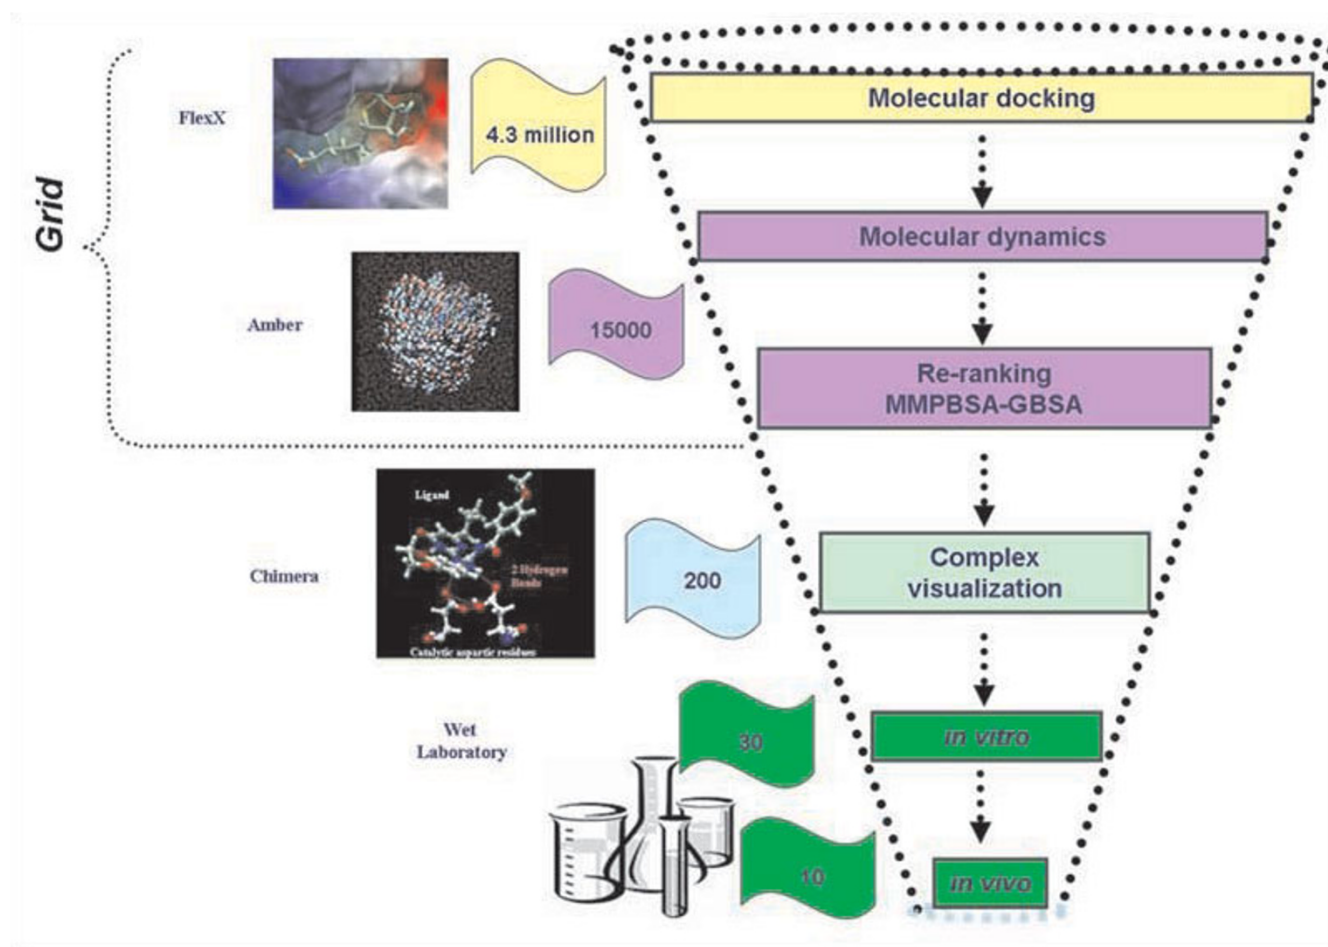 Grid
FlexX
4.3 million
Molecular docking
Molecular dynamics
Amber
15000
Re-ranking
MMPBSA-GBSA
Ligand
2 Hydrogen
Bonds
Catalytic aspartic residues
Chimera
200
Complex
visualization
Wet
Laboratory
30
in vitro
10
in vivo